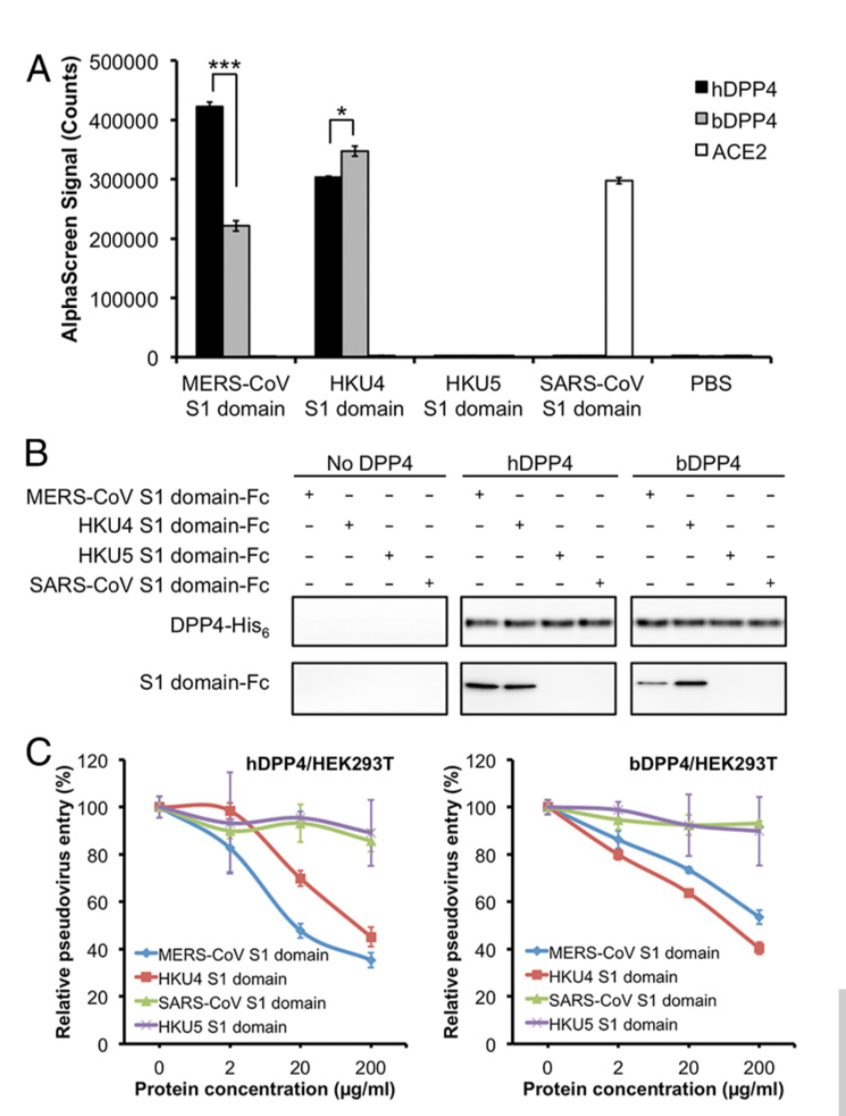 A
AlphaScreen Signal (Counts)
500000
400000
300000
200000
100000
0
***
*
hDPP4
bDPP4
ACE2
MERS-CoV S1 domain
HKU4 S1 domain
HKU5 S1 domain
SARS-CoV S1 domain
PBS
B
No DPP4 hDPP4 bDPP4
MERS-CoV S1 domain-Fc + - - - + - - - + - - -
HKU4 S1 domain-Fc - + - - - + - - - + - -
HKU5 S1 domain-Fc - - + - - - + - - - + -
SARS-CoV S1 domain-Fc - - - + - - - + - - - +
DPP4-His6
S1 domain-Fc
C
hDPP4/HEK293T
Relative pseudovirus entry (%)
120
100
80
60
40
20
0
MERS-CoV S1 domain
HKU4 S1 domain
SARS-CoV S1 domain
HKU5 S1 domain
0 2 20 200
Protein concentration (µg/ml)
bDPP4/HEK293T
Relative pseudovirus entry (%)
120
100
80
60
40
20
0
MERS-CoV S1 domain
HKU4 S1 domain
SARS-CoV S1 domain
HKU5 S1 domain
0 2 20 200
Protein concentration (µg/ml)